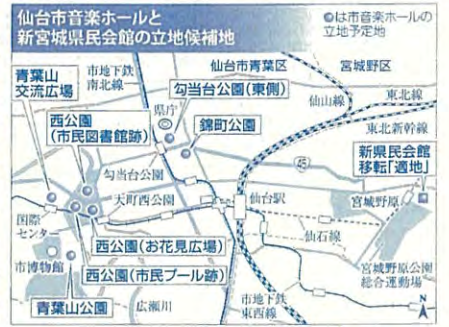 仙台市音楽ホールと
新宮城県民会館の立地候補地
◎は市音楽ホールの
立地予定地
青葉山
交流広場
市地下鉄
南北線
勾当台公園(東側)
仙台市青葉区
宮城野区
西公園
(市民図書館跡)
県庁
錦町公園
仙山線
東北線
東北新幹線
45
新県民会館
移転「適地」
勾当台公園
大町西公園
仙台駅
宮城野原
国際
センター
仙石線
西公園(お花見広場)
市博物館
西公園(市民プール跡)
宮城野原公園
総合運動場
青葉山公園
広瀬川
市地下鉄
東西線
N